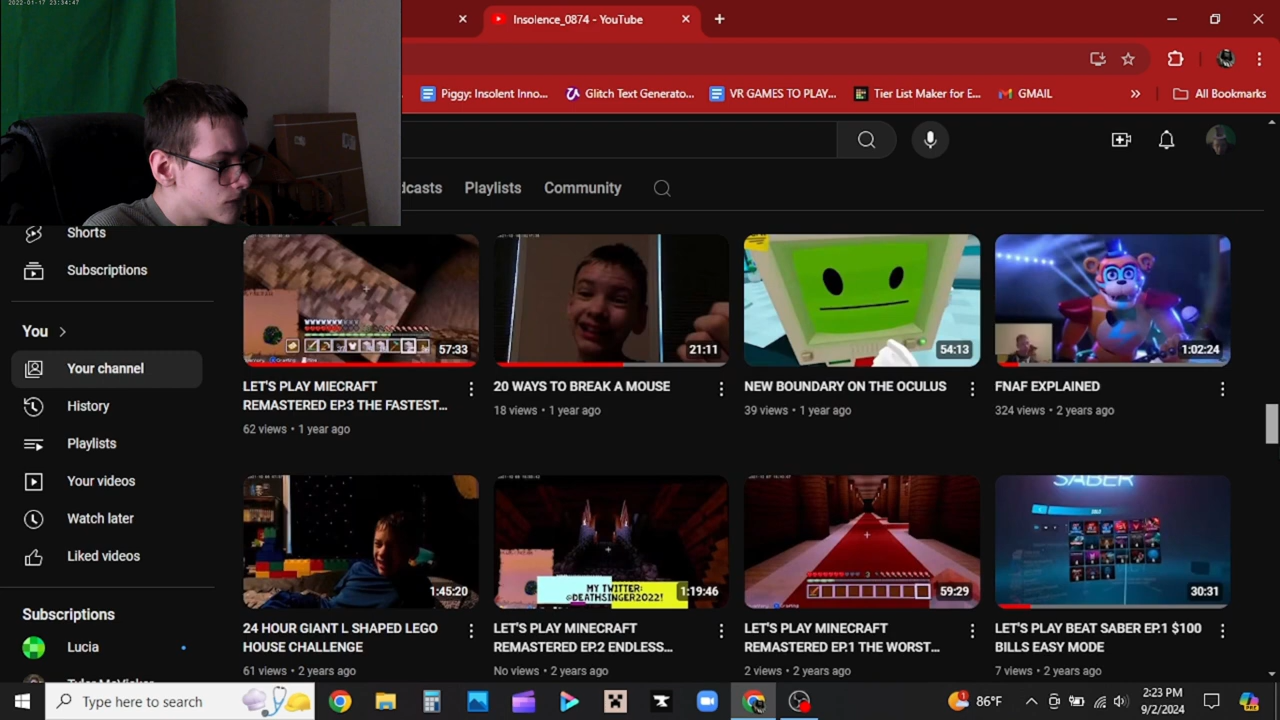 2022-01-17 23:34:47
Insolence_0874 - YouTube
Piggy: Insolent Inno...
Glitch Text Generato...
VR GAMES TO PLAY...
Tier List Maker for E...
GMAIL
All Bookmarks
dcasts
Playlists
Community
Shorts
Subscriptions
You
Your channel
History
Playlists
Your videos
Watch later
Liked videos
Subscriptions
Lucia
57:33
LET'S PLAY MIECRAFT
REMASTERED EP.3 THE FASTEST...
62 views • 1 year ago
21:11
20 WAYS TO BREAK A MOUSE
18 views • 1 year ago
54:13
NEW BOUNDARY ON THE OCULUS
39 views • 1 year ago
1:02:24
FNAF EXPLAINED
324 views • 2 years ago
1:45:20
24 HOUR GIANT L SHAPED LEGO
HOUSE CHALLENGE
61 views • 2 years ago
MY TWITTER:
@DEATHSINGER2022!
1:19:46
LET'S PLAY MINECRAFT
REMASTERED EP.2 ENDLESS...
No views • 2 years ago
59:29
LET'S PLAY MINECRAFT
REMASTERED EP.1 THE WORST...
2 views • 2 years ago
SABER
30:31
LET'S PLAY BEAT SABER EP.1 $100
BILLS EASY MODE
7 views • 2 years ago
Type here to search
86°F
2:23 PM
9/2/2024